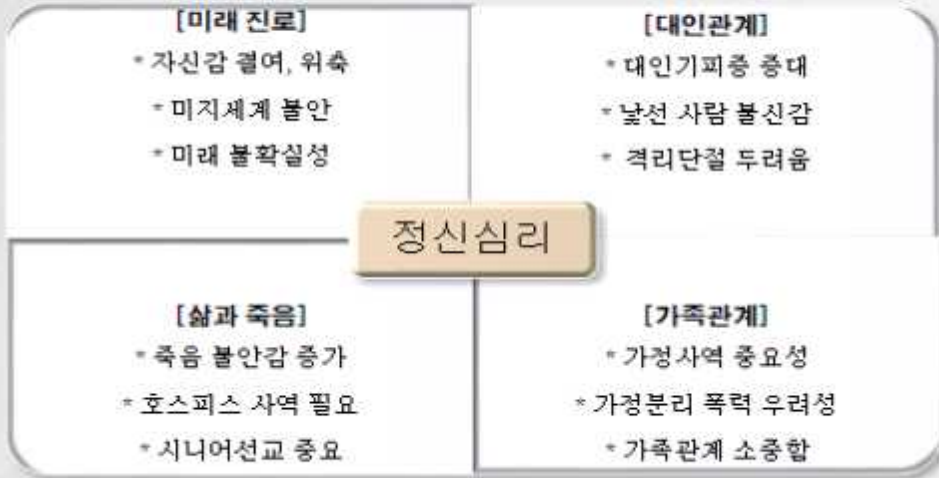 [미래 진로]
* 자신감 결여, 위축
* 미지세계 불안
* 미래 불확실성
[대인관계]
* 대인기피증 증대
* 낯선 사람 불신감
* 격리단절 두려움
정신심리
[삶과 죽음]
* 죽음 불안감 증가
* 호스피스 사역 필요
* 시니어선교 중요
[가족관계]
* 가정사역 중요성
* 가정분리 폭력 우려성
* 가족관계 소중함